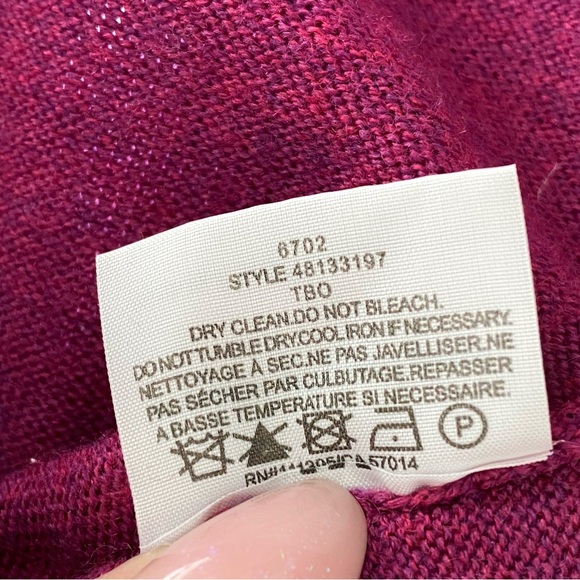 6702
STYLE 48133197
TBO
DRY CLEAN.DO NOT BLEACH.
DO NOT TUMBLE DRY.COOL IRON IF NECESSARY.
NETTOYAGE À SEC.NE PAS JAVELLISER.NE
PAS SÉCHER PAR CULBUTAGE.REPASSER
A BASSE TEMPERATURE SI NECESSAIRE.
P